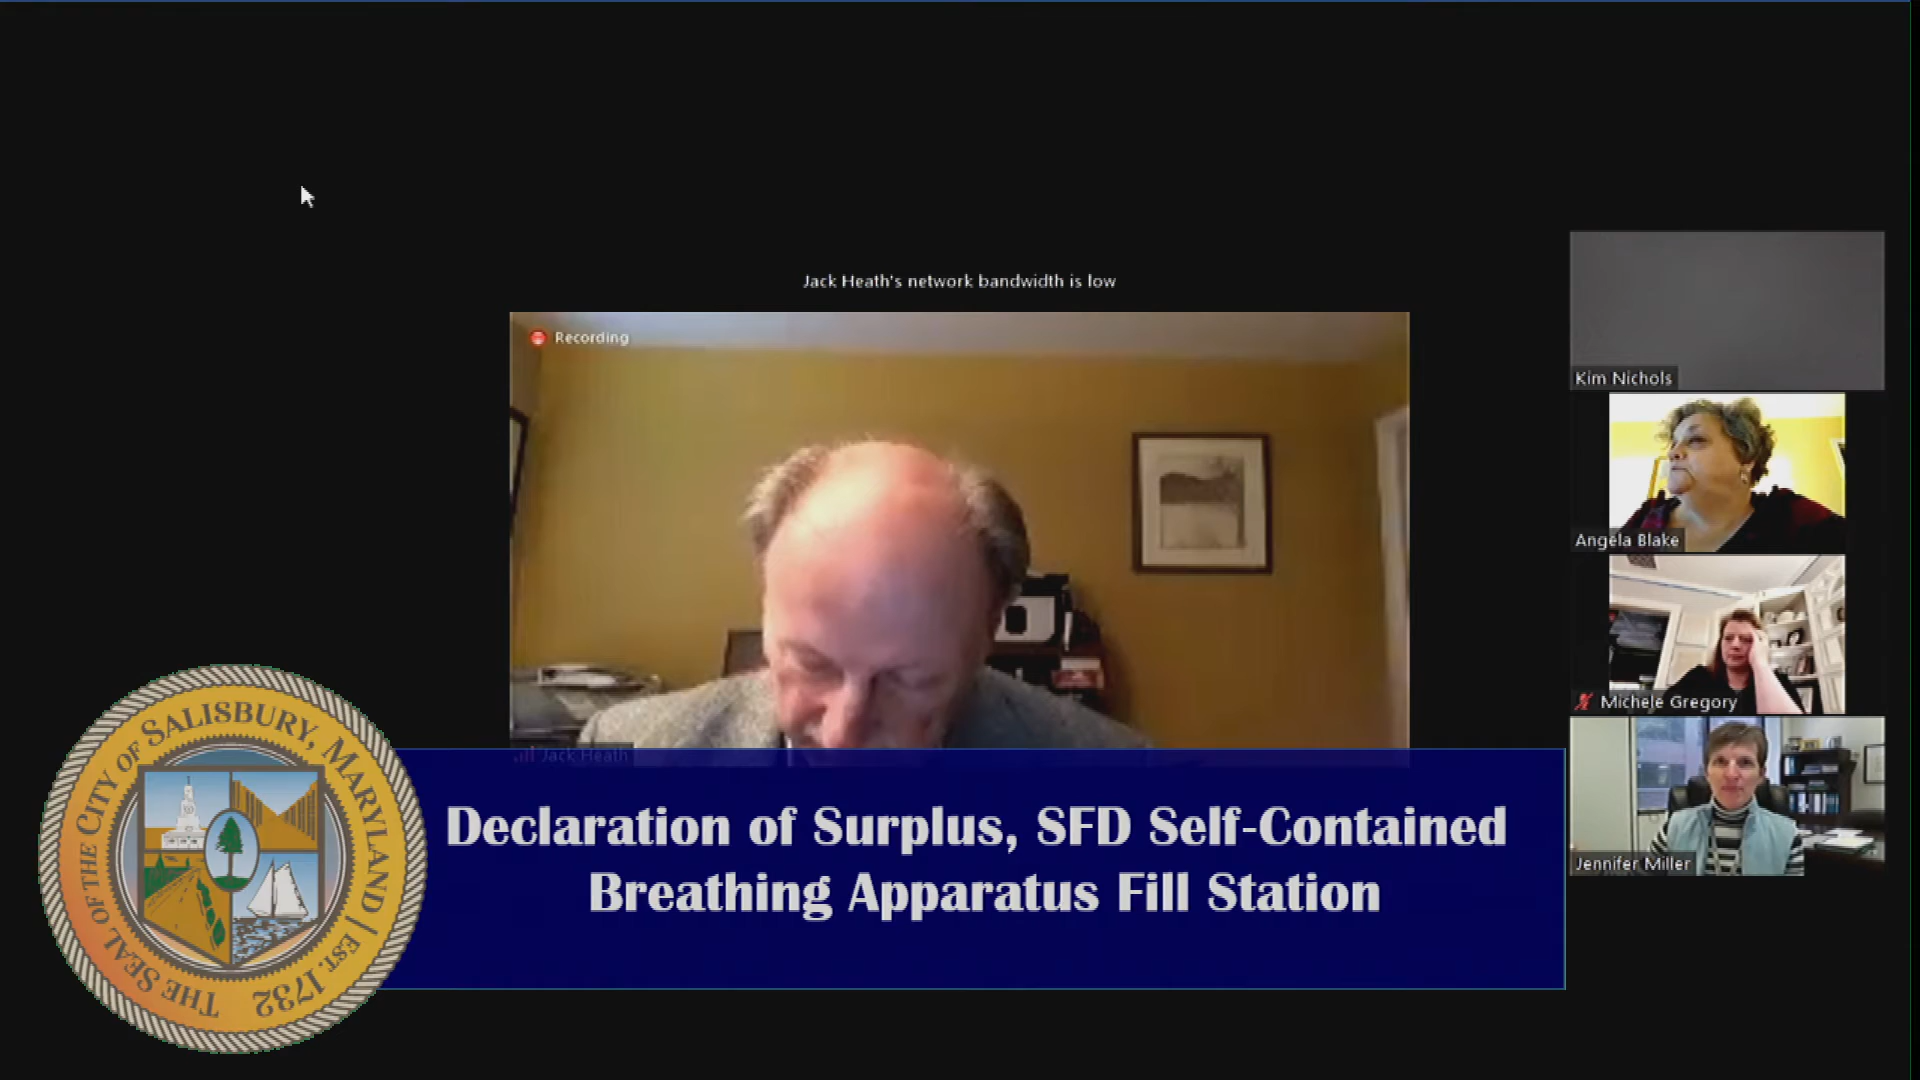 Jack Heath's network bandwidth is low
Recording
Kim Nichols
Angela Blake
Michele Gregory
Jennifer Miller
Jack Heath
Declaration of Surplus, SFD Self-Contained
Breathing Apparatus Fill Station
THE SEAL OF THE CITY OF SALISBURY, MARYLAND | EST. 1732